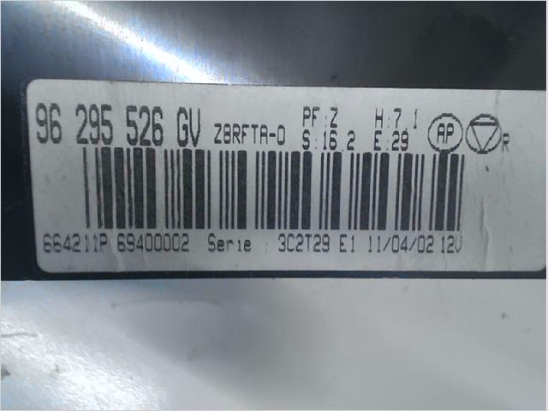 96 295 526 GV Z8RFTA-0 PF:Z H:7.1
S:16.2 E:29 AP R
664211P 69400002 Serie 3C2T29 E1 11/04/02 12V